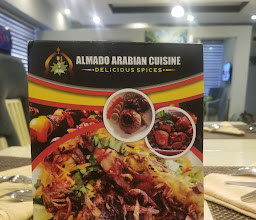 ALMADO ARABIAN CUISINE
DELICIOUS SPICES